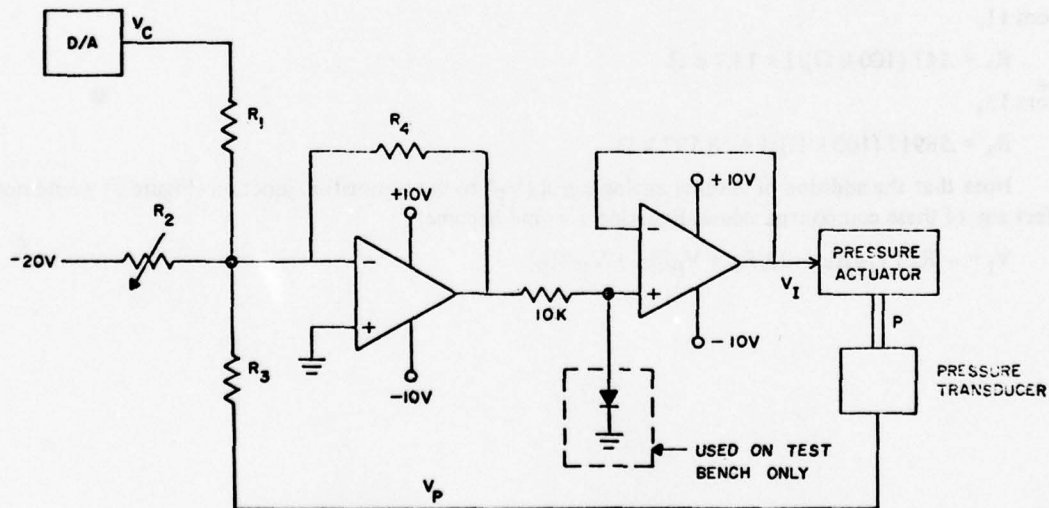 D/A
V_C
R_1
R_4
R_2
-20V
+10V
-
+
-10V
R_3
10K
+10V
-
+
-10V
V_I
PRESSURE
ACTUATOR
P
PRESSURE
TRANSDUCER
USED ON TEST
BENCH ONLY
V_P